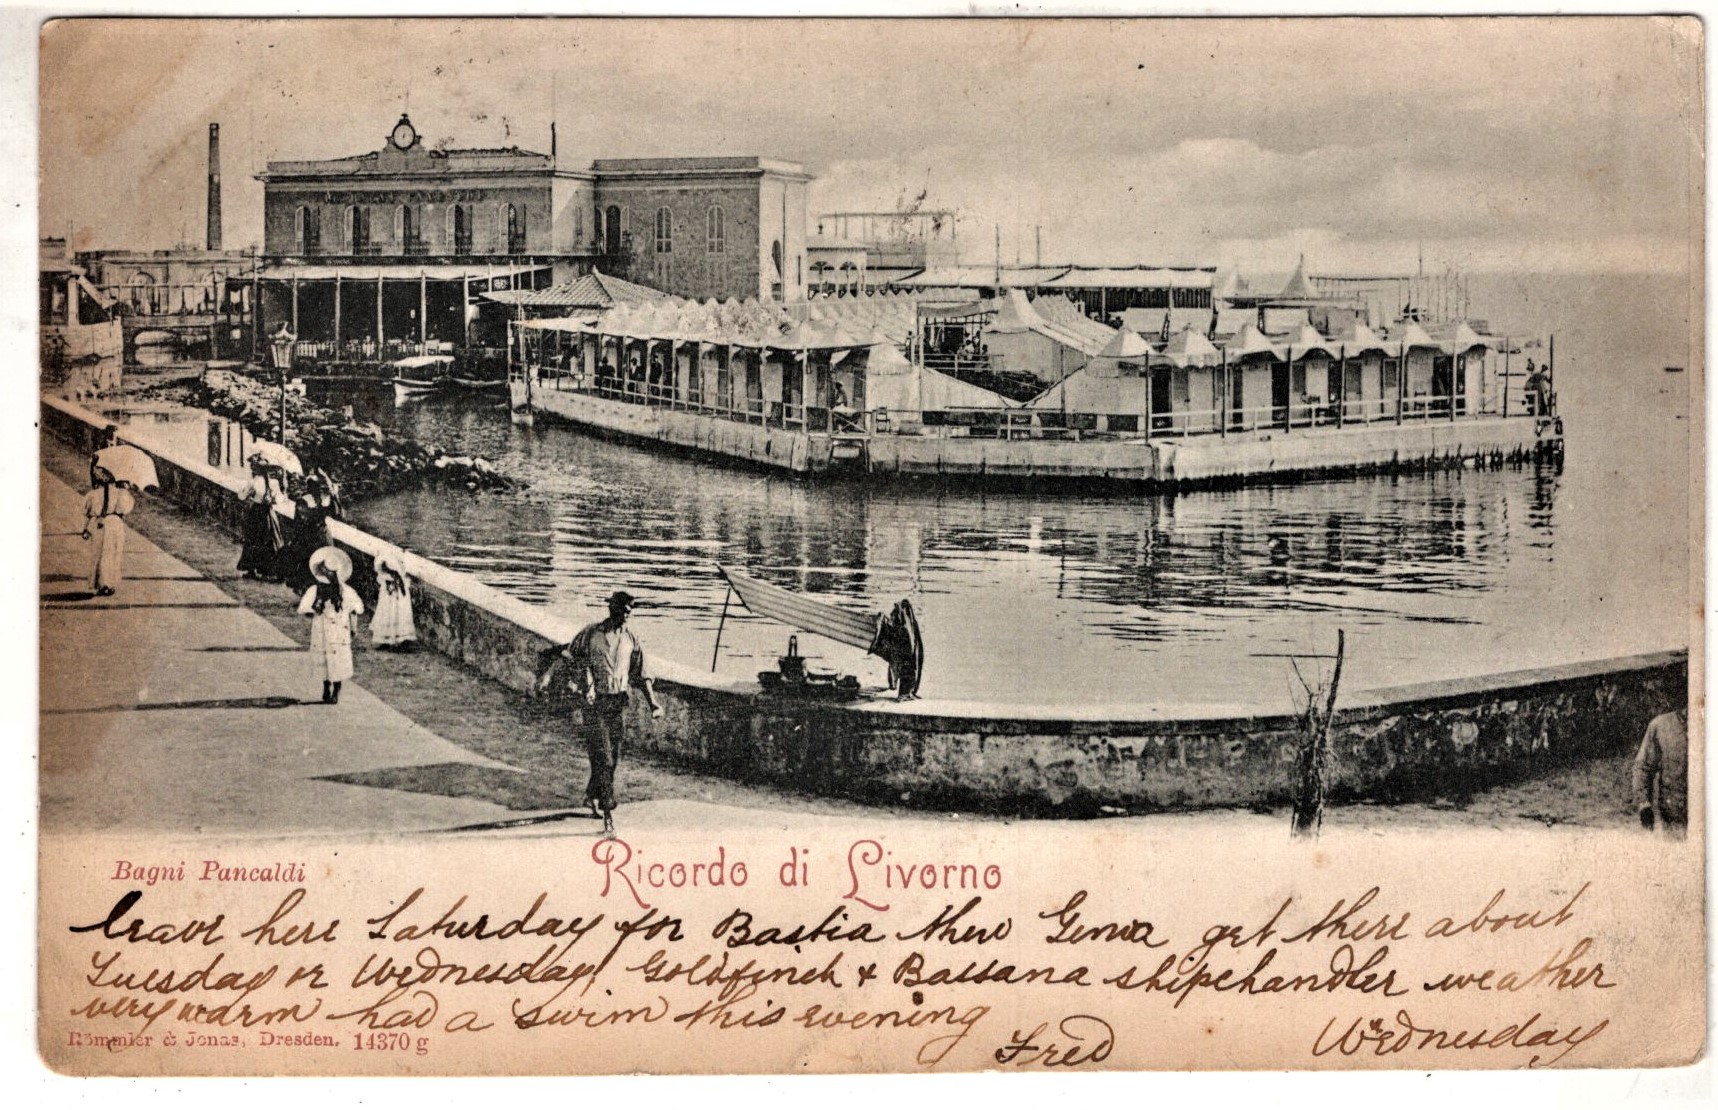 Bagni Pancaldi
Ricordo di Livorno
leave here Saturday for Bastia then Genoa get there about
Tuesday or Wednesday Goldfinch & Bassana shipchandler weather
very warm had a swim this evening
Fred
Wednesday
Römmler & Jonas, Dresden. 14370 g